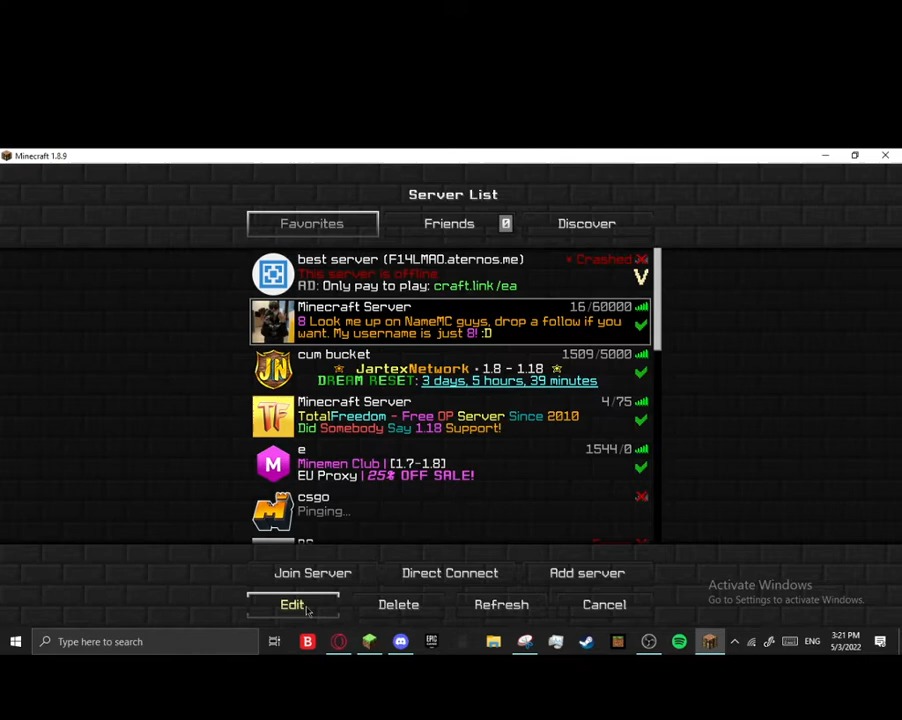 Minecraft 1.8.9
Server List
Favorites
Friends 0
Discover
best server (F14LMAO.aternos.me) × Crashed
This server is offline
AD: Only pay to play: craft.link/ea
Minecraft Server 16/60000
8 Look me up on NameMC guys, drop a follow if you
want. My username is just 8! :D
cum bucket 1509/5000
JN JartexNetwork • 1.8 - 1.18
DREAM RESET: 3 days, 5 hours, 39 minutes
Minecraft Server 4/75
TF TotalFreedom - Free OP Server Since 2010
Did Somebody Say 1.18 Support!
e 1544/0
M Minemen Club | [1.7-1.8]
EU Proxy | 25% OFF SALE!
csgo
Pinging...
Join Server
Direct Connect
Add server
Edit
Delete
Refresh
Cancel
Activate Windows
Go to Settings to activate Windows.
Type here to search
B
EPIC
ENG
3:21 PM
5/3/2022